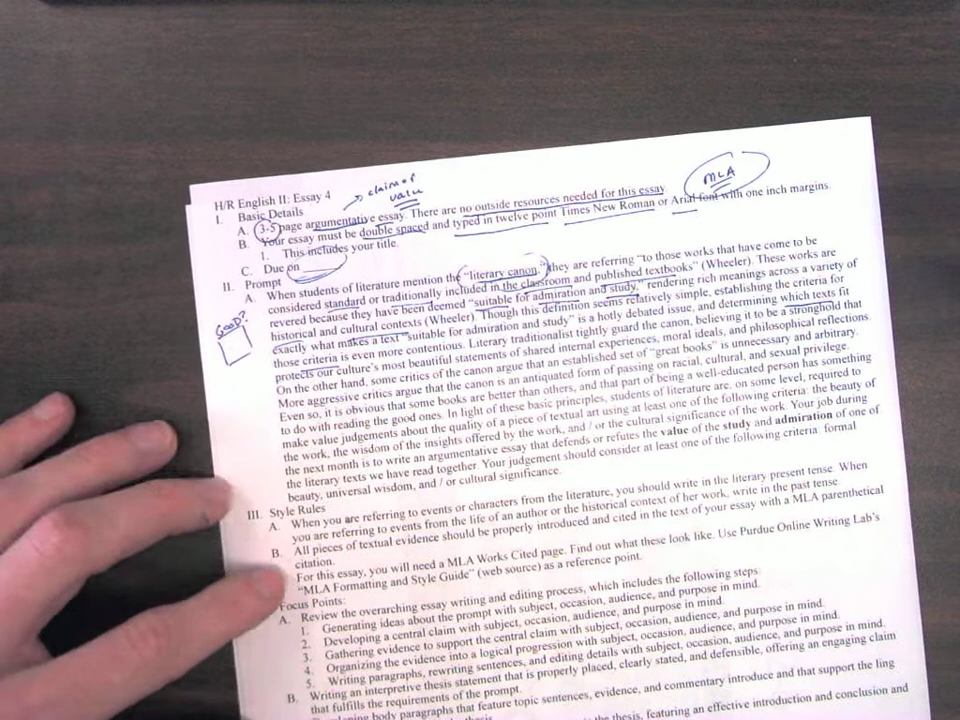 claim of
value
MLA
H/R English II: Essay 4
I. Basic Details
A. 3-5 page argumentative essay. There are no outside resources needed for this essay
B. Your essay must be double spaced and typed in twelve point Times New Roman or Arial font with one inch margins.
1. This includes your title.
C. Due on
II. Prompt
A. When students of literature mention the "literary canon," they are referring "to those works that have come to be
considered standard or traditionally included in the classroom and published textbooks" (Wheeler). These works are
revered because they have been deemed "suitable for admiration and study," rendering rich meanings across a variety of
historical and cultural contexts (Wheeler). Though this definition seems relatively simple, establishing the criteria for
exactly what makes a text "suitable for admiration and study" is a hotly debated issue, and determining which texts fit
those criteria is even more contentious. Literary traditionalist tightly guard the canon, believing it to be a stronghold that
protects our culture's most beautiful statements of shared internal experiences, moral ideals, and philosophical reflections.
On the other hand, some critics of the canon argue that an established set of "great books" is unnecessary and arbitrary.
More aggressive critics argue that the canon is an antiquated form of passing on racial, cultural, and sexual privilege.
Even so, it is obvious that some books are better than others, and that part of being a well-educated person has something
to do with reading the good ones. In light of these basic principles, students of literature are, on some level, required to
make value judgements about the quality of a piece of textual art using at least one of the following criteria: the beauty of
the work, the wisdom of the insights offered by the work, and / or the cultural significance of the work. Your job during
the next month is to write an argumentative essay that defends or refutes the value of the study and admiration of one of
the literary texts we have read together. Your judgement should consider at least one of the following criteria: formal
beauty, universal wisdom, and / or cultural significance.
GOOD?
III. Style Rules
A. When you are referring to events or characters from the literature, you should write in the literary present tense. When
you are referring to events from the life of an author or the historical context of her work, write in the past tense.
B. All pieces of textual evidence should be properly introduced and cited in the text of your essay with a MLA parenthetical
citation.
For this essay, you will need a MLA Works Cited page. Find out what these look like. Use Purdue Online Writing Lab's
"MLA Formatting and Style Guide" (web source) as a reference point.
Focus Points:
A. Review the overarching essay writing and editing process, which includes the following steps:
1. Generating ideas about the prompt with subject, occasion, audience, and purpose in mind.
2. Developing a central claim with subject, occasion, audience, and purpose in mind.
3. Gathering evidence to support the central claim with subject, occasion, audience, and purpose in mind.
4. Organizing the evidence into a logical progression with subject, occasion, audience, and purpose in mind.
5. Writing paragraphs, rewriting sentences, and editing details with subject, occasion, audience, and purpose in mind.
B. Writing an interpretive thesis statement that is properly placed, clearly stated, and defensible, offering an engaging claim
that fulfills the requirements of the prompt.
body paragraphs that feature topic sentences, evidence, and commentary introduce and that support the ling
thesis.
the thesis, featuring an effective introduction and conclusion and